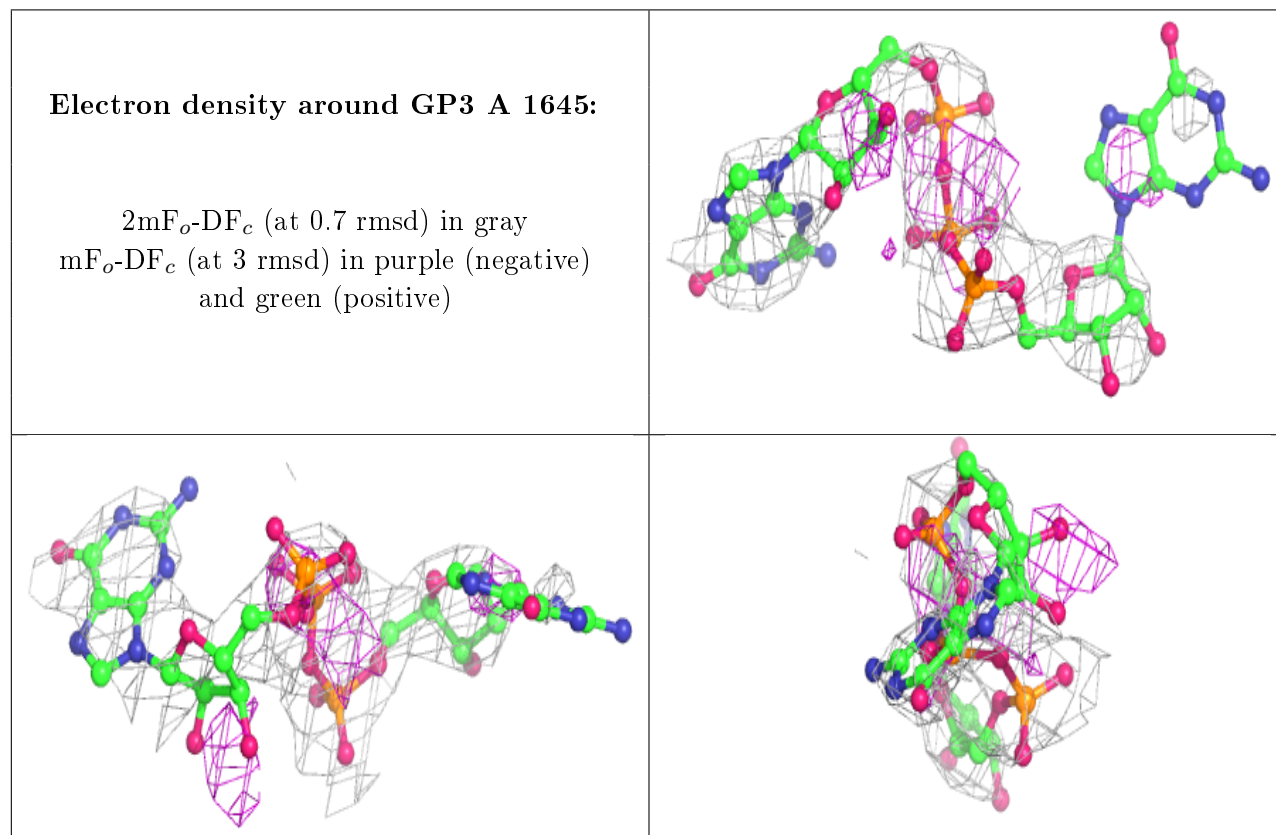 Electron density around GP3 A 1645:
2mFₒ-DF𝒸 (at 0.7 rmsd) in gray
mFₒ-DF𝒸 (at 3 rmsd) in purple (negative)
and green (positive)